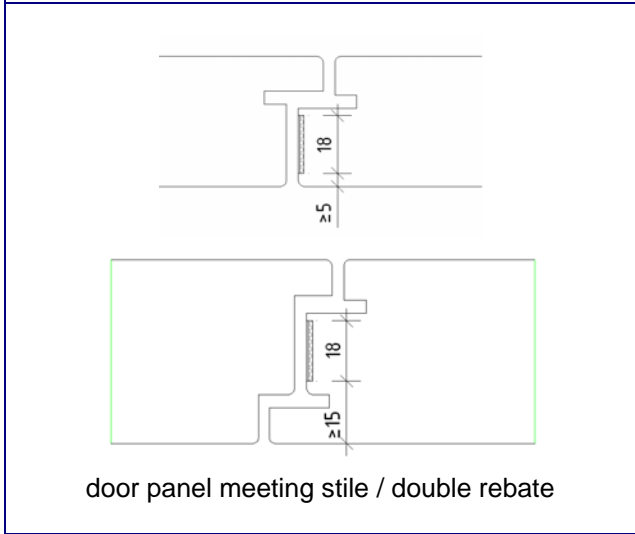 18
≥5
18
≥15
door panel meeting stile / double rebate